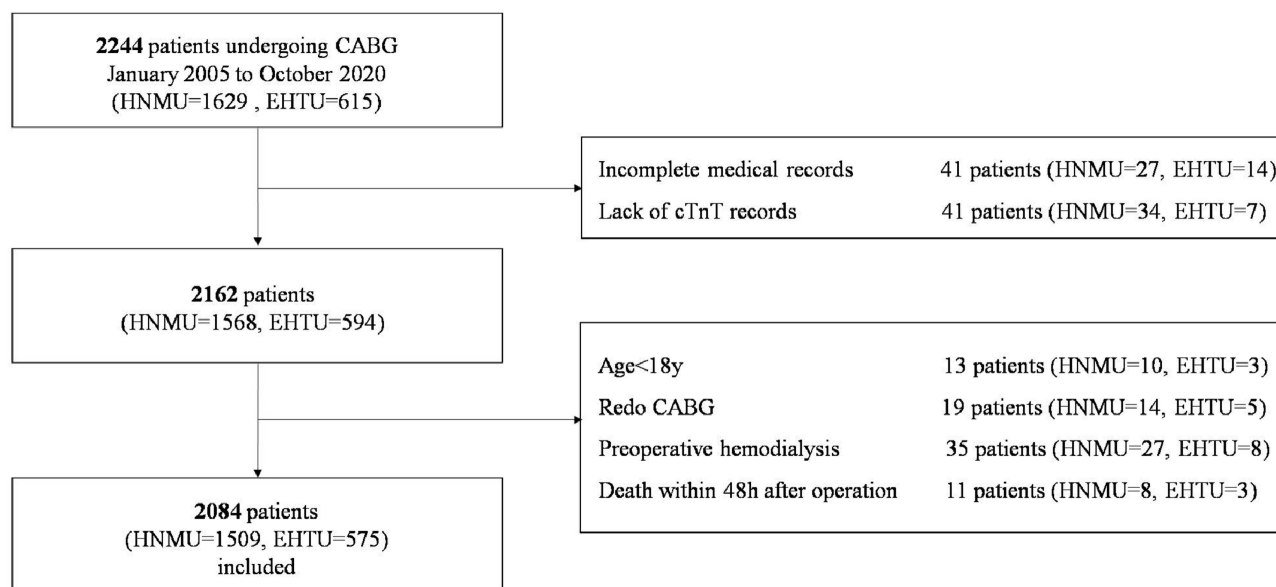 2244 patients undergoing CABG
January 2005 to October 2020
(HNMU=1629 , EHTU=615)
Incomplete medical records 41 patients (HNMU=27, EHTU=14)
Lack of cTnT records 41 patients (HNMU=34, EHTU=7)
2162 patients
(HNMU=1568, EHTU=594)
Age<18y 13 patients (HNMU=10, EHTU=3)
Redo CABG 19 patients (HNMU=14, EHTU=5)
Preoperative hemodialysis 35 patients (HNMU=27, EHTU=8)
Death within 48h after operation 11 patients (HNMU=8, EHTU=3)
2084 patients
(HNMU=1509, EHTU=575)
included